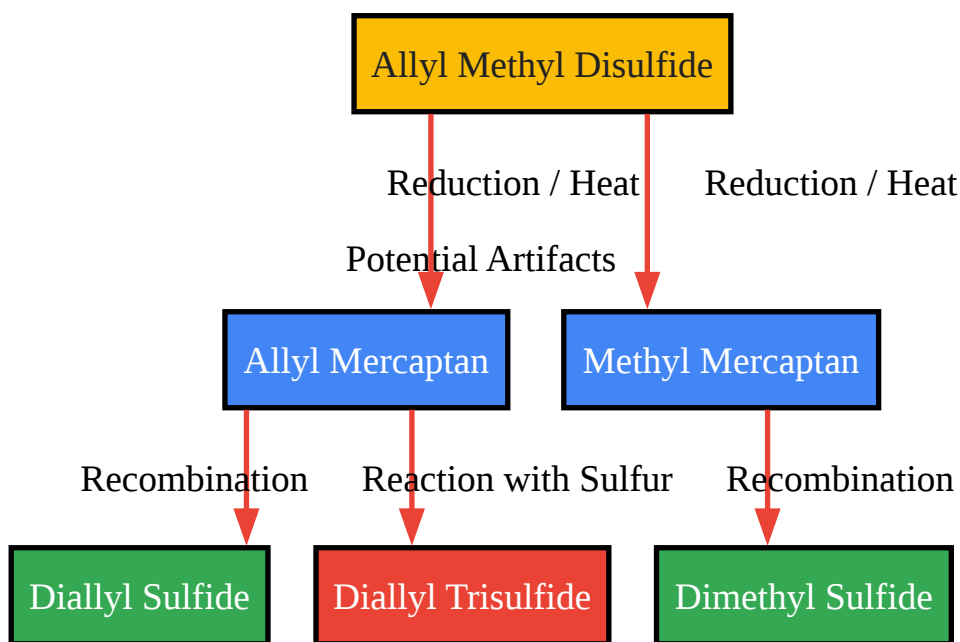 Allyl Methyl Disulfide
Reduction / Heat
Reduction / Heat
Potential Artifacts
Allyl Mercaptan
Methyl Mercaptan
Recombination
Reaction with Sulfur
Recombination
Diallyl Sulfide
Diallyl Trisulfide
Dimethyl Sulfide